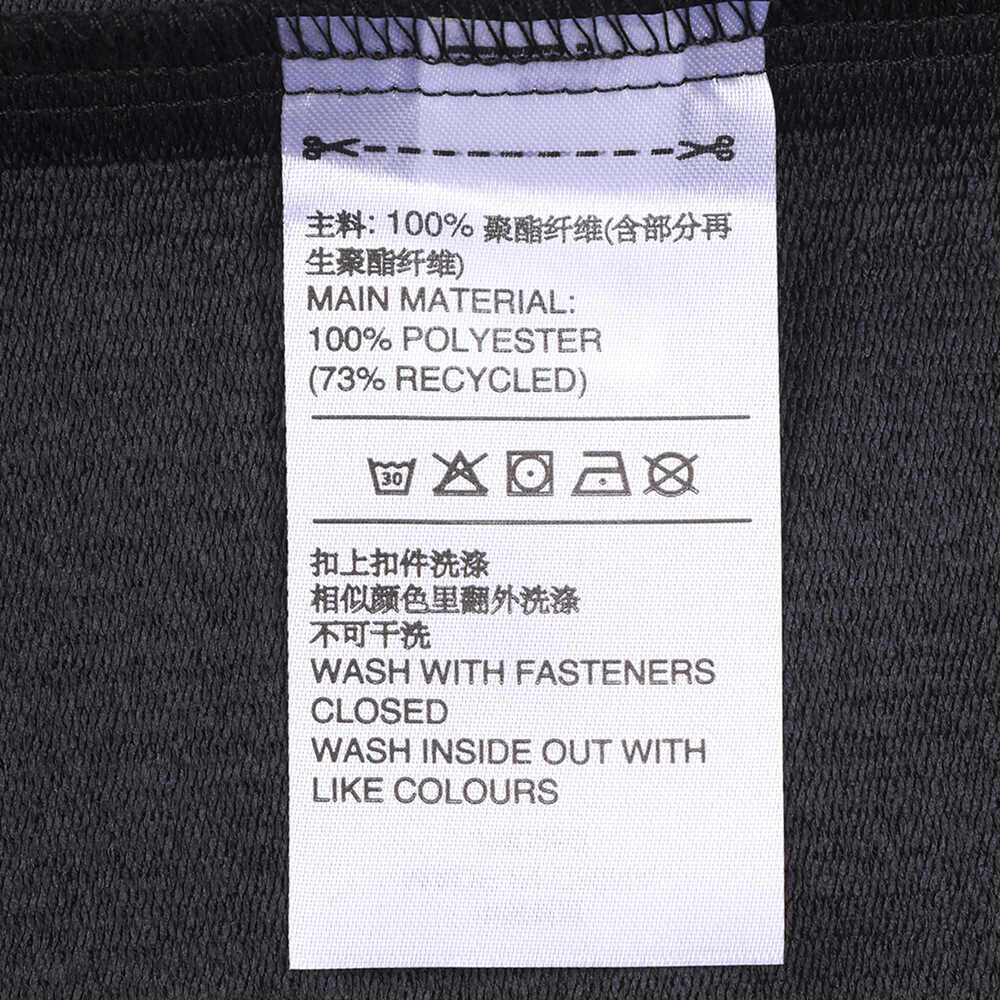 主料: 100% 聚酯纤维(含部分再
生聚酯纤维)
MAIN MATERIAL:
100% POLYESTER
(73% RECYCLED)
30
扣上扣件洗涤
相似颜色里翻外洗涤
不可干洗
WASH WITH FASTENERS
CLOSED
WASH INSIDE OUT WITH
LIKE COLOURS